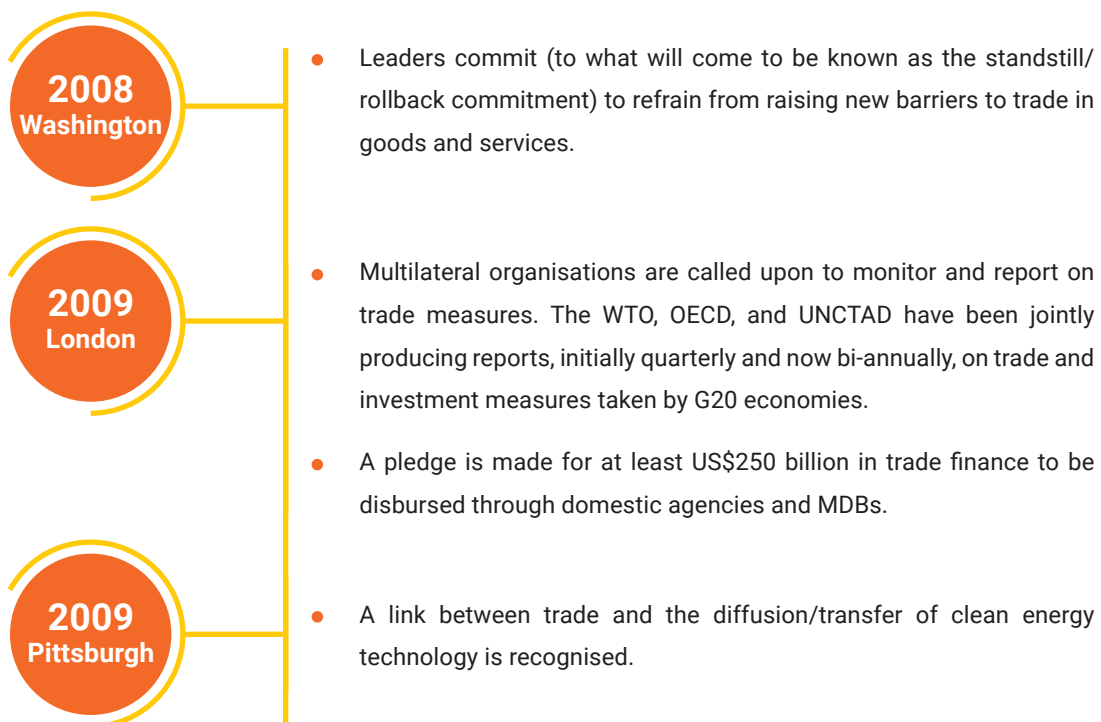 2008
Washington
● Leaders commit (to what will come to be known as the standstill/
rollback commitment) to refrain from raising new barriers to trade in
goods and services.
2009
London
● Multilateral organisations are called upon to monitor and report on
trade measures. The WTO, OECD, and UNCTAD have been jointly
producing reports, initially quarterly and now bi-annually, on trade and
investment measures taken by G20 economies.
● A pledge is made for at least US$250 billion in trade finance to be
disbursed through domestic agencies and MDBs.
2009
Pittsburgh
● A link between trade and the diffusion/transfer of clean energy
technology is recognised.